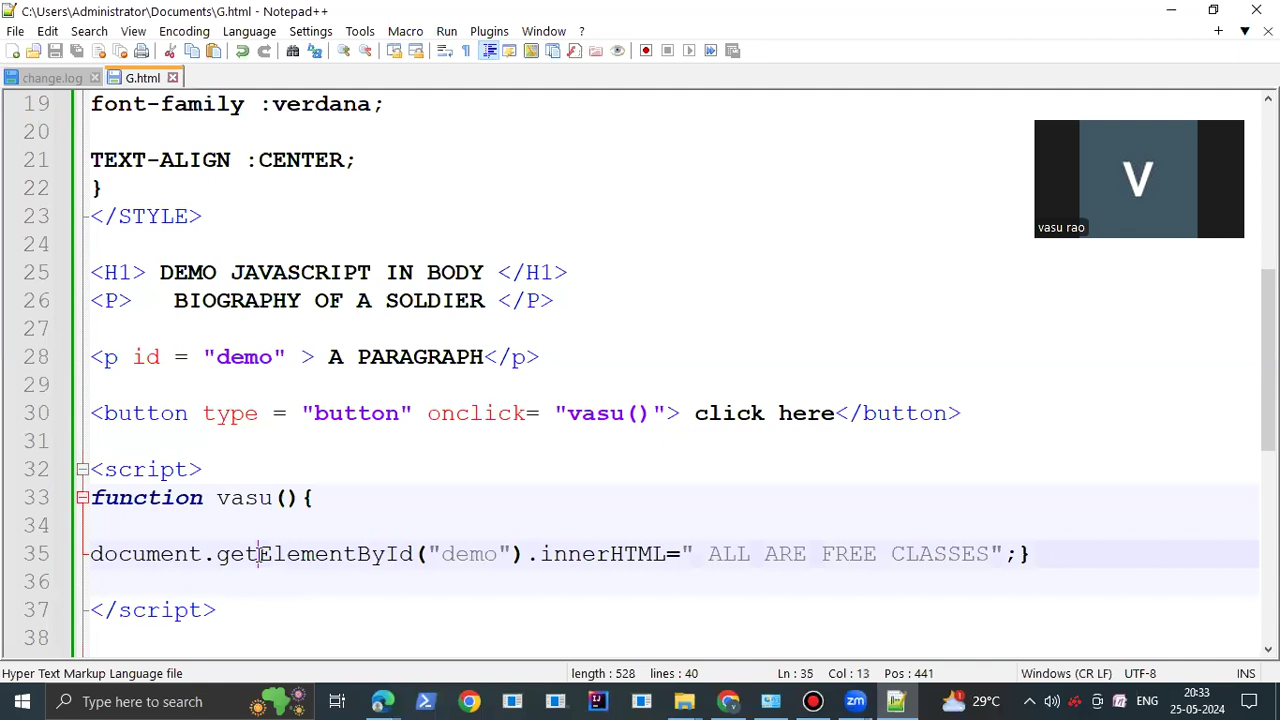 C:\Users\Administrator\Documents\G.html - Notepad++
File Edit Search View Encoding Language Settings Tools Macro Run Plugins Window ?
change.log G.html
19 font-family :verdana;
20
21 TEXT-ALIGN :CENTER;
22 }
23 </STYLE>
24
25 <H1> DEMO JAVASCRIPT IN BODY </H1>
26 <P>   BIOGRAPHY OF A SOLDIER </P>
27
28 <p id = "demo" > A PARAGRAPH</p>
29
30 <button type = "button" onclick= "vasu()"> click here</button>
31
32 <script>
33 function vasu(){
34
35 document.getElementById("demo").innerHTML=" ALL ARE FREE CLASSES";}
36
37 </script>
38
V
vasu rao
Hyper Text Markup Language file length : 528 lines : 40 Ln : 35 Col : 13 Pos : 441 Windows (CR LF) UTF-8 INS
Type here to search 29°C ENG 20:33
25-05-2024